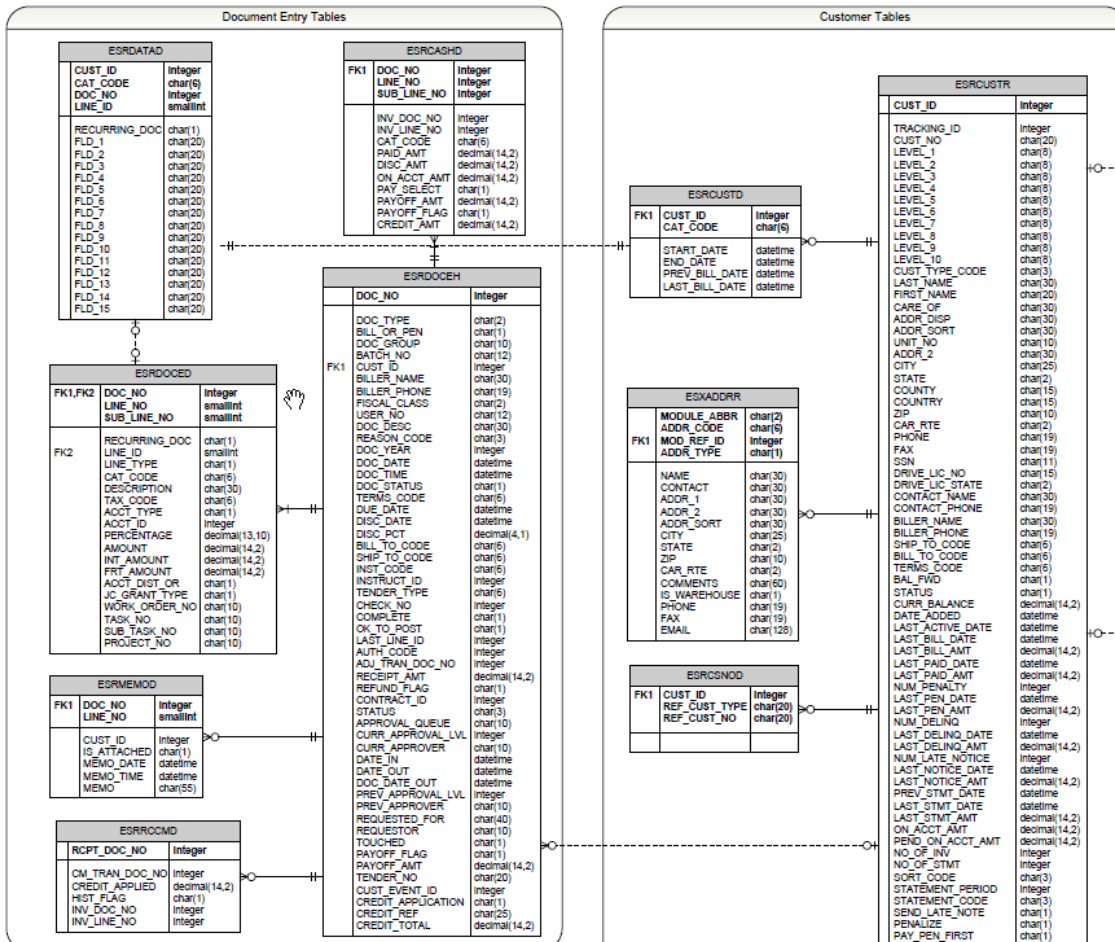 Document Entry Tables
ESRDATAD
CUST_ID Integer
CAT_CODE char(6)
DOC_NO Integer
LINE_ID smallint
RECURRING_DOC char(1)
FLD_1 char(20)
FLD_2 char(20)
FLD_3 char(20)
FLD_4 char(20)
FLD_5 char(20)
FLD_6 char(20)
FLD_7 char(20)
FLD_8 char(20)
FLD_9 char(20)
FLD_10 char(20)
FLD_11 char(20)
FLD_12 char(20)
FLD_13 char(20)
FLD_14 char(20)
FLD_15 char(20)
ESRCASHD
FK1 DOC_NO Integer
LINE_NO Integer
SUB_LINE_NO Integer
INV_DOC_NO Integer
INV_LINE_NO Integer
CAT_CODE char(6)
PAID_AMT decimal(14,2)
DISC_AMT decimal(14,2)
ON_ACCT_AMT decimal(14,2)
PAY_SELECT char(1)
PAYOFF_AMT decimal(14,2)
PAYOFF_FLAG char(1)
CREDIT_AMT decimal(14,2)
ESRDOCED
FK1,FK2 DOC_NO Integer
LINE_NO smallint
SUB_LINE_NO smallint
RECURRING_DOC char(1)
FK2 LINE_ID smallint
LINE_TYPE char(1)
CAT_CODE char(6)
DESCRIPTION char(30)
TAX_CODE char(6)
ACCT_TYPE char(1)
ACCT_ID Integer
PERCENTAGE decimal(13,10)
AMOUNT decimal(14,2)
INT_AMOUNT decimal(14,2)
FRT_AMOUNT decimal(14,2)
ACCT_DIST_OR char(1)
JC_GRANT_TYPE char(1)
WORK_ORDER_NO char(10)
TASK_NO char(10)
SUB_TASK_NO char(10)
PROJECT_NO char(10)
ESRMEMOD
FK1 DOC_NO Integer
LINE_NO smallint
CUST_ID Integer
IS_ATTACHED char(1)
MEMO_DATE datetime
MEMO_TIME datetime
MEMO char(55)
ESRRCCMD
RCPT_DOC_NO Integer
CM_TRAN_DOC_NO Integer
CREDIT_APPLIED decimal(14,2)
HIST_FLAG char(1)
INV_DOC_NO Integer
INV_LINE_NO Integer
ESRDOCEH
DOC_NO Integer
DOC_TYPE char(2)
BILL_OR_PEN char(1)
DOC_GROUP char(10)
BATCH_NO char(12)
FK1 CUST_ID Integer
BILLER_NAME char(30)
BILLER_PHONE char(19)
FISCAL_CLASS char(2)
USER_NO char(12)
DOC_DESC char(30)
REASON_CODE char(3)
DOC_YEAR Integer
DOC_DATE datetime
DOC_TIME datetime
DOC_STATUS char(1)
TERMS_CODE char(6)
DUE_DATE datetime
DISC_DATE datetime
DISC_PCT decimal(4,1)
BILL_TO_CODE char(6)
SHIP_TO_CODE char(6)
INST_CODE char(6)
INSTRUCT_ID Integer
TENDER_TYPE char(6)
CHECK_NO Integer
COMPLETE char(1)
OK_TO_POST char(1)
LAST_LINE_ID Integer
AUTH_CODE Integer
ADJ_TRAN_DOC_NO Integer
RECEIPT_AMT decimal(14,2)
REFUND_FLAG char(1)
CONTRACT_ID Integer
STATUS char(3)
APPROVAL_QUEUE char(10)
CURR_APPROVAL_LVL Integer
CURR_APPROVER char(10)
DATE_IN datetime
DATE_OUT datetime
DOC_DATE_OUT datetime
PREV_APPROVAL_LVL Integer
PREV_APPROVER char(10)
REQUESTED_FOR char(40)
REQUESTOR char(10)
TOUCHED char(1)
PAYOFF_FLAG char(1)
PAYOFF_AMT decimal(14,2)
TENDER_NO char(20)
CUST_EVENT_ID Integer
CREDIT_APPLICATION char(1)
CREDIT_REF char(25)
CREDIT_TOTAL decimal(14,2)
Customer Tables
ESRCUSTD
FK1 CUST_ID Integer
CAT_CODE char(6)
START_DATE datetime
END_DATE datetime
PREV_BILL_DATE datetime
LAST_BILL_DATE datetime
ESXADDRR
MODULE_ABBR char(2)
ADDR_CODE char(6)
FK1 MOD_REF_ID Integer
ADDR_TYPE char(1)
NAME char(30)
CONTACT char(30)
ADDR_1 char(30)
ADDR_2 char(30)
ADDR_SORT char(30)
CITY char(25)
STATE char(2)
ZIP char(10)
CAR_RTE char(2)
COMMENTS char(60)
IS_WAREHOUSE char(1)
PHONE char(19)
FAX char(19)
EMAIL char(128)
ESRCSNOD
FK1 CUST_ID Integer
REF_CUST_TYPE char(20)
REF_CUST_NO char(20)
ESRCUSTR
CUST_ID Integer
TRACKING_ID Integer
CUST_NO char(20)
LEVEL_1 char(8)
LEVEL_2 char(8)
LEVEL_3 char(8)
LEVEL_4 char(8)
LEVEL_5 char(8)
LEVEL_6 char(8)
LEVEL_7 char(8)
LEVEL_8 char(8)
LEVEL_9 char(8)
LEVEL_10 char(8)
CUST_TYPE_CODE char(3)
LAST_NAME char(30)
FIRST_NAME char(20)
CARE_OF char(30)
ADDR_DISP char(30)
ADDR_SORT char(30)
UNIT_NO char(10)
ADDR_2 char(30)
CITY char(25)
STATE char(2)
COUNTY char(15)
COUNTRY char(15)
ZIP char(10)
CAR_RTE char(2)
PHONE char(19)
FAX char(19)
SSN char(11)
DRIVE_LIC_NO char(15)
DRIVE_LIC_STATE char(2)
CONTACT_NAME char(30)
CONTACT_PHONE char(19)
BILLER_NAME char(30)
BILLER_PHONE char(19)
SHIP_TO_CODE char(6)
BILL_TO_CODE char(6)
TERMS_CODE char(6)
BAL_FWD char(1)
STATUS char(1)
CURR_BALANCE decimal(14,2)
DATE_ADDED datetime
LAST_ACTIVE_DATE datetime
LAST_BILL_DATE datetime
LAST_BILL_AMT decimal(14,2)
LAST_PAID_DATE datetime
LAST_PAID_AMT decimal(14,2)
NUM_PENALTY Integer
LAST_PEN_DATE datetime
LAST_PEN_AMT decimal(14,2)
NUM_DELINQ Integer
LAST_DELINQ_DATE datetime
LAST_DELINQ_AMT decimal(14,2)
NUM_LATE_NOTICE Integer
LAST_NOTICE_DATE datetime
LAST_NOTICE_AMT decimal(14,2)
PREV_STMT_DATE datetime
LAST_STMT_DATE datetime
LAST_STMT_AMT decimal(14,2)
ON_ACCT_AMT decimal(14,2)
PEND_ON_ACCT_AMT decimal(14,2)
NO_OF_INV Integer
NO_OF_STMT Integer
SORT_CODE char(3)
STATEMENT_PERIOD Integer
STATEMENT_CODE char(3)
SEND_LATE_NOTE char(1)
PENALIZE char(1)
PAY_PEN_FIRST char(1)